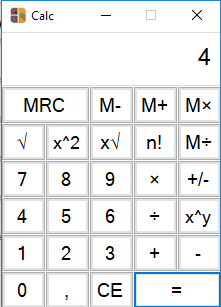 Calc
4
MRC M- M+ M×
√ x^2 x√ n! M÷
7 8 9 × +/-
4 5 6 ÷ x^y
1 2 3 + -
0 , CE =